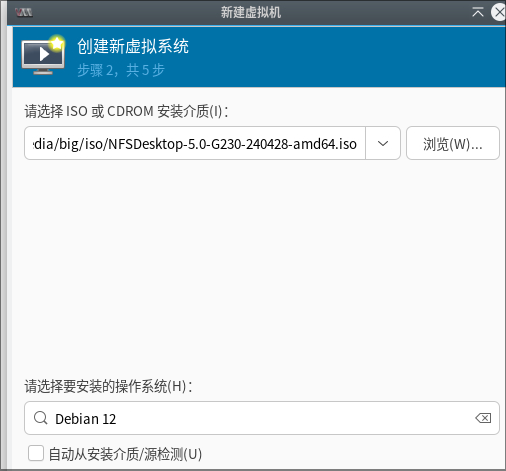 新建虚拟机
创建新虚拟系统
步骤 2，共 5 步
请选择 ISO 或 CDROM 安装介质(I)：
dia/big/iso/NFSDesktop-5.0-G230-240428-amd64.iso
浏览(W)...
请选择要安装的操作系统(H)：
Debian 12
自动从安装介质/源检测(U)